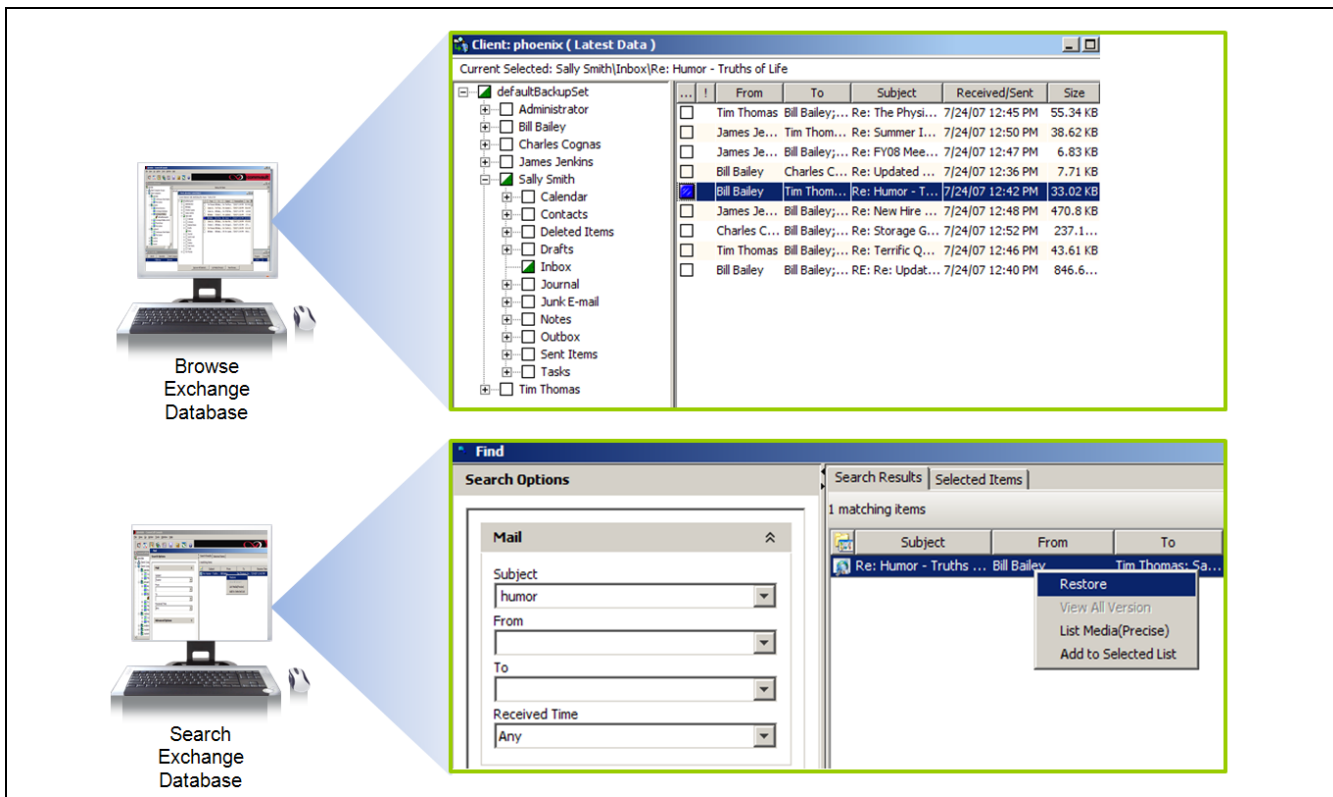 Client: phoenix ( Latest Data )
Current Selected: Sally Smith\Inbox\Re: Humor - Truths of Life
defaultBackupSet
Administrator
Bill Bailey
Charles Cognas
James Jenkins
Sally Smith
Calendar
Contacts
Deleted Items
Drafts
Inbox
Journal
Junk E-mail
Notes
Outbox
Sent Items
Tasks
Tim Thomas
... ! From To Subject Received/Sent Size
Tim Thomas Bill Bailey;... Re: The Physi... 7/24/07 12:45 PM 55.34 KB
James Je... Tim Thom... Re: Summer I... 7/24/07 12:50 PM 38.62 KB
James Je... Bill Bailey;... Re: FY08 Mee... 7/24/07 12:47 PM 6.83 KB
Bill Bailey Charles C... Re: Updated ... 7/24/07 12:36 PM 7.71 KB
Bill Bailey Tim Thom... Re: Humor - T... 7/24/07 12:42 PM 33.02 KB
James Je... Bill Bailey;... Re: New Hire ... 7/24/07 12:48 PM 470.8 KB
Charles C... Bill Bailey;... Re: Storage G... 7/24/07 12:52 PM 237.1...
Tim Thomas Bill Bailey;... Re: Terrific Q... 7/24/07 12:46 PM 43.61 KB
Bill Bailey Bill Bailey;... RE: Re: Updat... 7/24/07 12:40 PM 846.6...
Browse
Exchange
Database
Find
Search Options
Mail
Subject
humor
From
To
Received Time
Any
Search Results Selected Items
1 matching items
Subject From To
Re: Humor - Truths ... Bill Bailey Tim Thomas; Sa...
Restore
View All Version
List Media(Precise)
Add to Selected List
Search
Exchange
Database